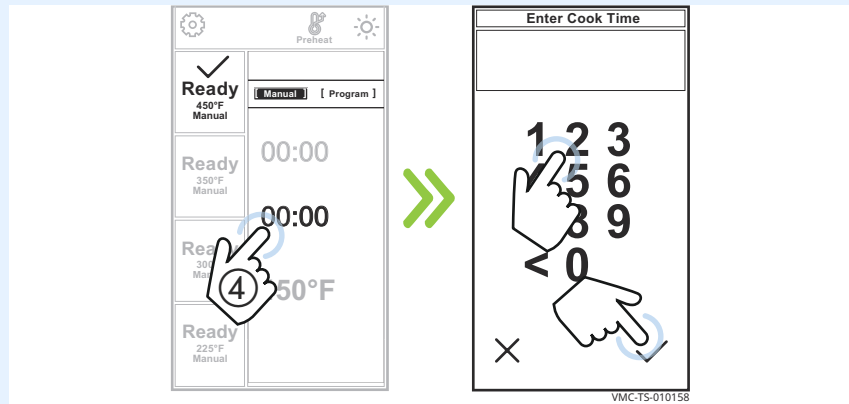 Preheat
Ready
450°F
Manual
[ Manual ] [ Program ]
Ready
350°F
Manual
00:00
00:00
50°F
Ready
225°F
Manual
④
Enter Cook Time
1 2 3
5 6
9
< 0
VMC-TS-010158